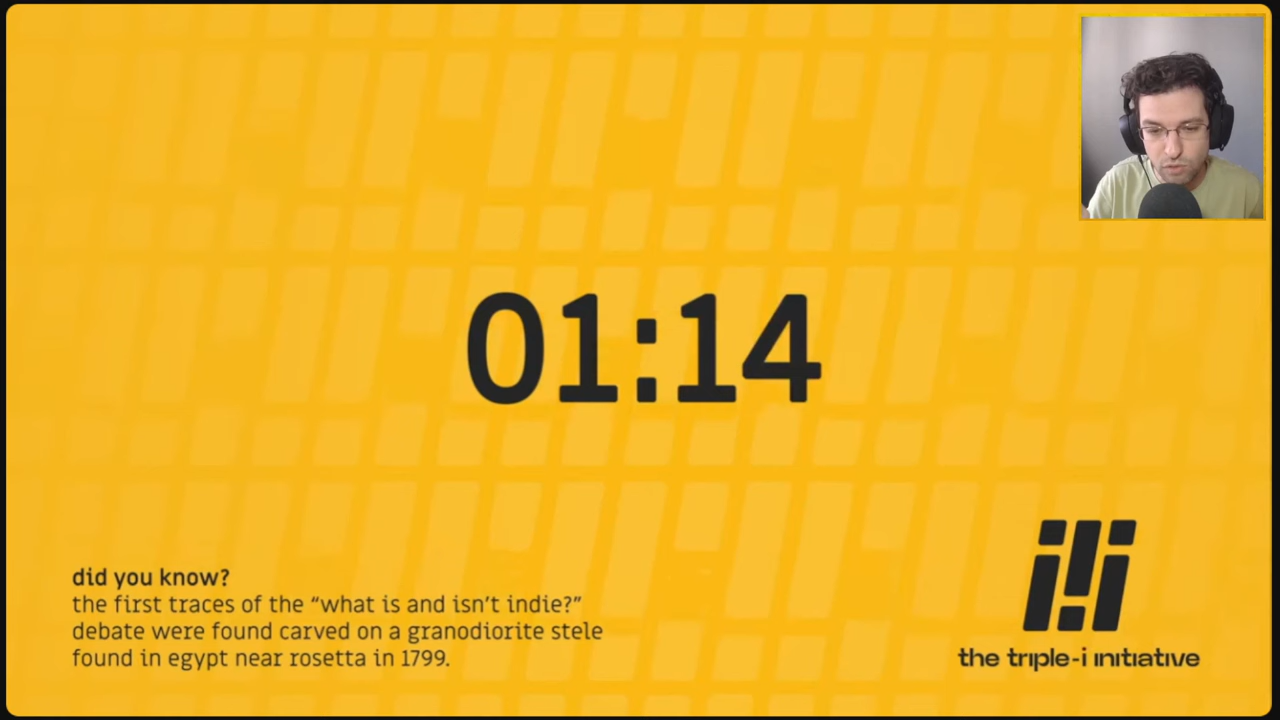 01:14
did you know?
the first traces of the “what is and isn’t indie?”
debate were found carved on a granodiorite stele
found in egypt near rosetta in 1799.
the triple-i initiative